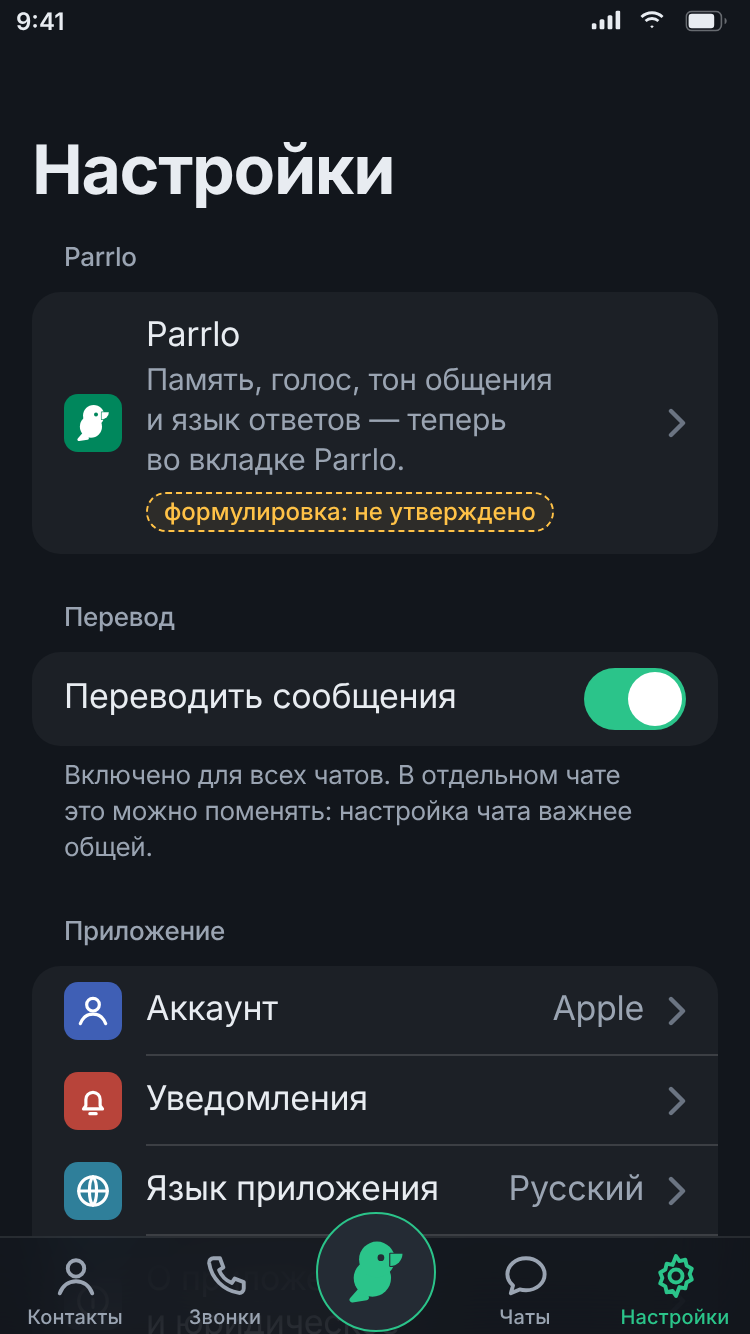 9:41
Настройки
Parrlo
Parrlo
Память, голос, тон общения
и язык ответов — теперь
во вкладке Parrlo.
формулировка: не утверждено
Перевод
Переводить сообщения
Включено для всех чатов. В отдельном чате
это можно поменять: настройка чата важнее
общей.
Приложение
Аккаунт Apple
Уведомления
Язык приложения Русский
Контакты Звонки Чаты Настройки